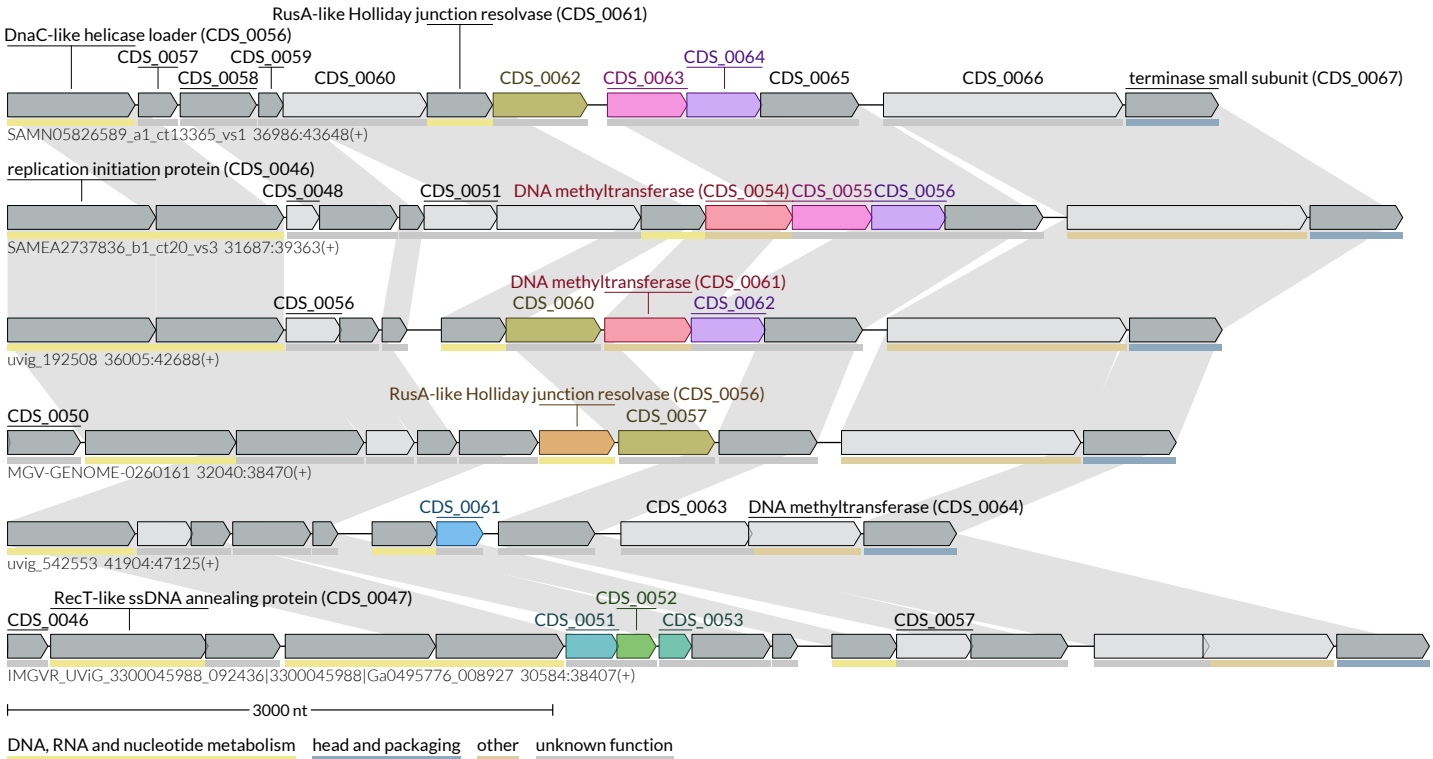 RusA-like Holliday junction resolvase (CDS_0061)
DnaC-like helicase loader (CDS_0056)
CDS_0057 CDS_0059 CDS_0064
CDS_0058 CDS_0060 CDS_0062 CDS_0063 CDS_0065 CDS_0066 terminase small subunit (CDS_0067)
SAMN05826589_a1_ct13365_vs1 36986:43648(+)
replication initiation protein (CDS_0046)
CDS_0048 CDS_0051 DNA methyltransferase (CDS_0054) CDS_0055 CDS_0056
SAMEA2737836_b1_ct20_vs3 31687:39363(+)
DNA methyltransferase (CDS_0061)
CDS_0056 CDS_0060 CDS_0062
uvig_192508 36005:42688(+)
RusA-like Holliday junction resolvase (CDS_0056)
CDS_0050 CDS_0057
MGV-GENOME-0260161 32040:38470(+)
CDS_0061 CDS_0063 DNA methyltransferase (CDS_0064)
uvig_542553 41904:47125(+)
RecT-like ssDNA annealing protein (CDS_0047) CDS_0052
CDS_0046 CDS_0051 CDS_0053 CDS_0057
IMGVR_UViG_3300045988_092436|3300045988|Ga0495776_008927 30584:38407(+)
3000 nt
DNA, RNA and nucleotide metabolism head and packaging other unknown function